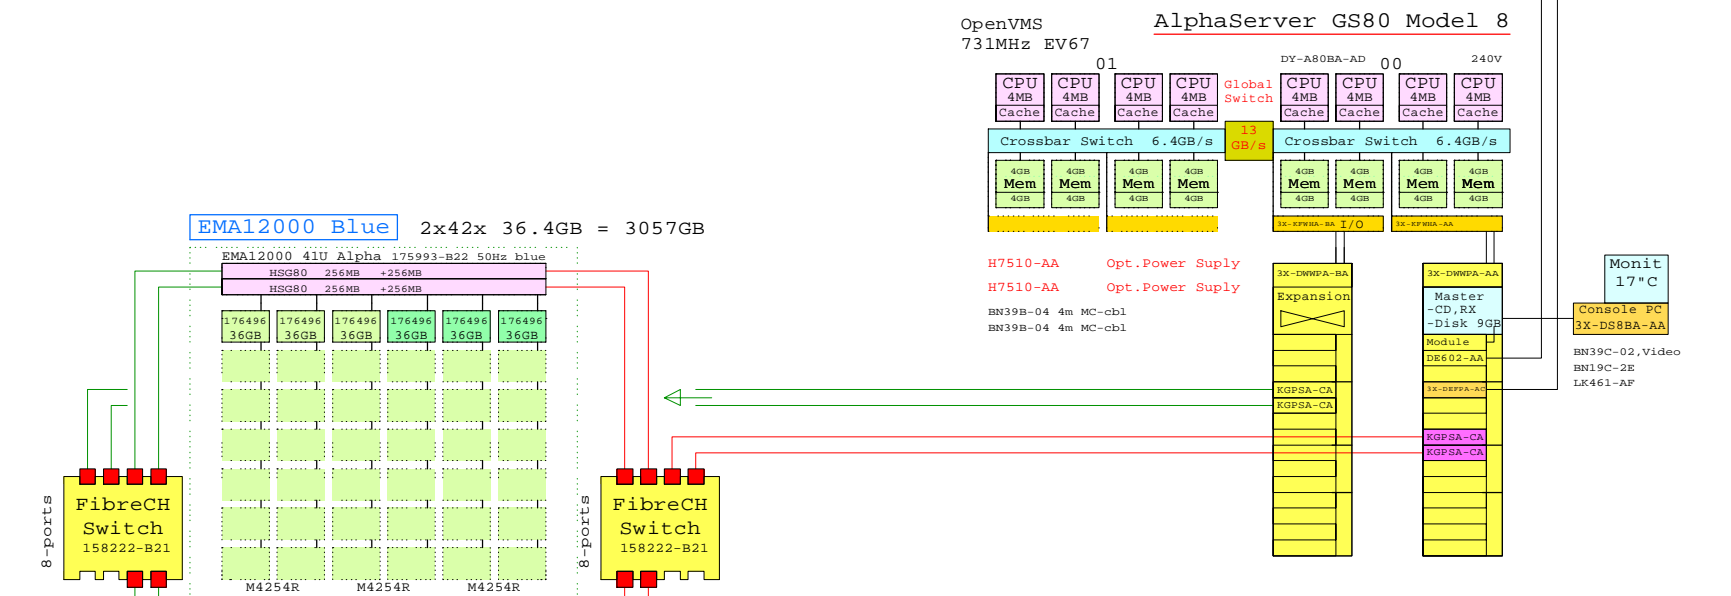 OpenVMS
731MHz EV67
AlphaServer GS80 Model 8
01
DY-A80BA-AD 00 240V
CPU CPU CPU CPU Global CPU CPU CPU CPU
4MB 4MB 4MB 4MB Switch 4MB 4MB 4MB 4MB
Cache Cache Cache Cache Cache Cache Cache Cache
Crossbar Switch 6.4GB/s 13 GB/s Crossbar Switch 6.4GB/s
4GB 4GB 4GB 4GB 4GB 4GB 4GB 4GB
Mem Mem Mem Mem Mem Mem Mem Mem
4GB 4GB 4GB 4GB 4GB 4GB 4GB 4GB
3X-KFWHA-BA I/O 3X-KFWHA-AA
EMA12000 Blue 2x42x 36.4GB = 3057GB
EMA12000 41U Alpha 175993-B22 50Hz blue
HSG80 256MB +256MB
HSG80 256MB +256MB
176496 176496 176496 176496 176496 176496
36GB 36GB 36GB 36GB 36GB 36GB
H7510-AA Opt.Power Suply
H7510-AA Opt.Power Suply
BN39B-04 4m MC-cbl
BN39B-04 4m MC-cbl
3X-DWWPA-BA
Expansion
KGPSA-CA
KGPSA-CA
3X-DWWPA-AA
Master
-CD,RX
-Disk 9GB
Module
DE602-AA
3X-DEFPA-AC
KGPSA-CA
KGPSA-CA
Monit
17"C
Console PC
3X-DS8BA-AA
BN39C-02,Video
BN19C-2E
LK461-AF
8-ports
FibreCH
Switch
158222-B21
8-ports
FibreCH
Switch
158222-B21
M4254R M4254R M4254R